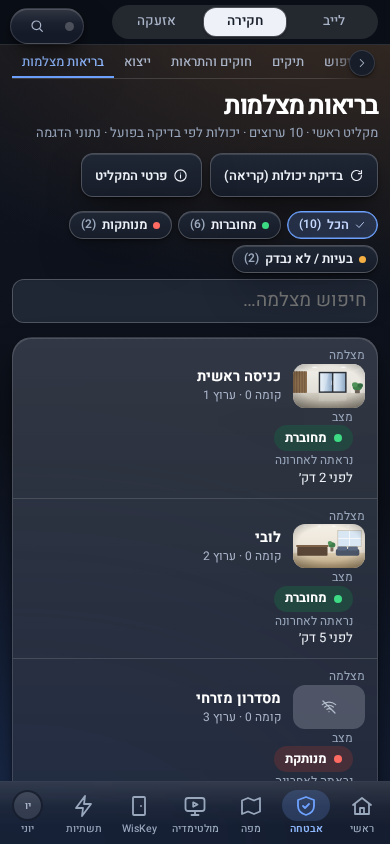 לייב חקירה אזעקה
חיפוש תיקים חוקים והתראות ייצוא בריאות מצלמות
בריאות מצלמות
מקליט ראשי · 10 ערוצים · יכולות לפי בדיקה בפועל · נתוני הדגמה
בדיקת יכולות (קריאה) פרטי המקליט
הכל (10) מחוברות (6) מנותקות (2)
בעיות / לא נבדק (2)
חיפוש מצלמה...
מצלמה
כניסה ראשית
קומה 0 · ערוץ 1
מצב
מחוברת
נראתה לאחרונה
לפני 2 דק׳
מצלמה
לובי
קומה 0 · ערוץ 2
מצב
מחוברת
נראתה לאחרונה
לפני 5 דק׳
מצלמה
מסדרון מזרחי
קומה 0 · ערוץ 3
מצב
מנותקת
נראתה לאחרונה
יו
ראשי אבטחה מפה מולטימדיה WisKey תשתיות יוני